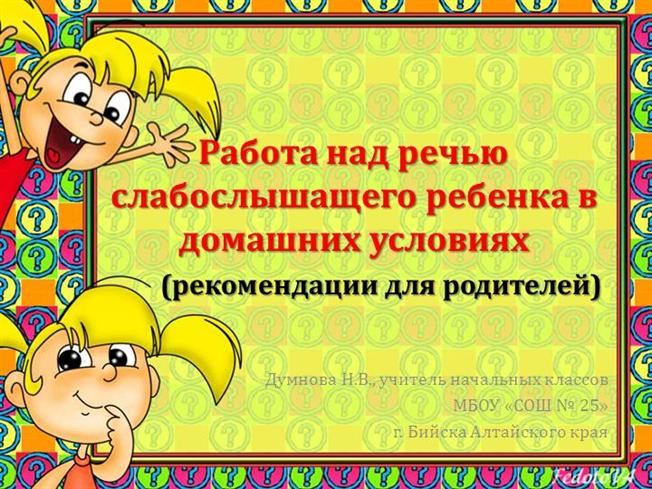 Работа над речью
слабослышащего ребенка в
домашних условиях
(рекомендации для родителей)
Думнова Н.В., учитель начальных классов
МБОУ «СОШ № 25»
г. Бийска Алтайского края
FedotoVA